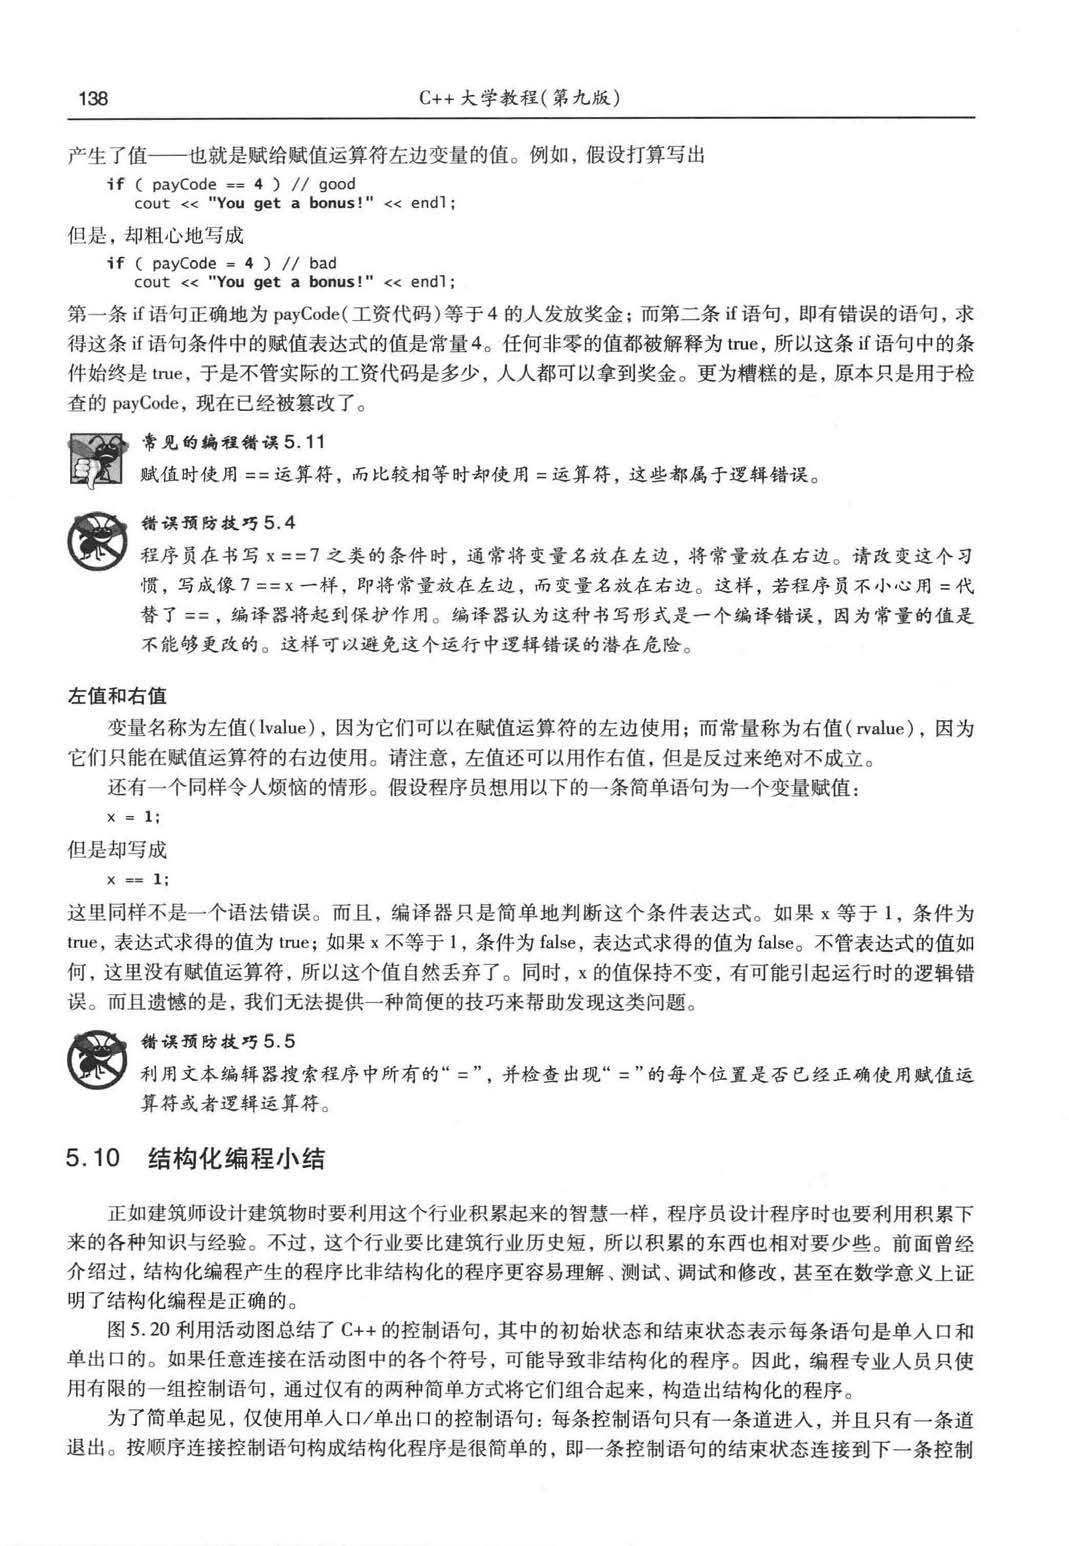 138
C++大学教程(第九版)
产生了值——也就是赋给赋值运算符左边变量的值。例如，假设打算写出
if ( payCode == 4 ) // good
cout << "You get a bonus!" << endl;
但是，却粗心地写成
if ( payCode = 4 ) // bad
cout << "You get a bonus!" << endl;
第一条 if 语句正确地为 payCode(工资代码)等于 4 的人发放奖金；而第二条 if 语句，即有错误的语句，求
得这条 if 语句条件中的赋值表达式的值是常量4。任何非零的值都被解释为 true，所以这条 if 语句中的条
件始终是 true，于是不管实际的工资代码是多少，人人都可以拿到奖金。更为糟糕的是，原本只是用于检
查的 payCode，现在已经被篡改了。
常见的编程错误5.11
赋值时使用 == 运算符，而比较相等时却使用 = 运算符，这些都属于逻辑错误。
错误预防技巧5.4
程序员在书写 x ==7 之类的条件时，通常将变量名放在左边，将常量放在右边。请改变这个习
惯，写成像 7 ==x 一样，即将常量放在左边，而变量名放在右边。这样，若程序员不小心用 = 代
替了 ==，编译器将起到保护作用。编译器认为这种书写形式是一个编译错误，因为常量的值是
不能够更改的。这样可以避免这个运行中逻辑错误的潜在危险。
左值和右值
变量名称为左值(lvalue)，因为它们可以在赋值运算符的左边使用；而常量称为右值(rvalue)，因为
它们只能在赋值运算符的右边使用。请注意，左值还可以用作右值，但是反过来绝对不成立。
还有一个同样令人烦恼的情形。假设程序员想用以下的一条简单语句为一个变量赋值：
x = 1;
但是却写成
x == 1;
这里同样不是一个语法错误。而且，编译器只是简单地判断这个条件表达式。如果 x 等于 1，条件为
true，表达式求得的值为 true；如果 x 不等于 1，条件为 false，表达式求得的值为 false。不管表达式的值如
何，这里没有赋值运算符，所以这个值自然丢弃了。同时，x 的值保持不变，有可能引起运行时的逻辑错
误。而且遗憾的是，我们无法提供一种简便的技巧来帮助发现这类问题。
错误预防技巧5.5
利用文本编辑器搜索程序中所有的“ = ”，并检查出现“ = ”的每个位置是否已经正确使用赋值运
算符或者逻辑运算符。
5.10 结构化编程小结
正如建筑师设计建筑物时要利用这个行业积累起来的智慧一样，程序员设计程序时也要利用积累下
来的各种知识与经验。不过，这个行业要比建筑行业历史短，所以积累的东西也相对要少些。前面曾经
介绍过，结构化编程产生的程序比非结构化的程序更容易理解、测试、调试和修改，甚至在数学意义上证
明了结构化编程是正确的。
图 5.20 利用活动图总结了 C++ 的控制语句，其中的初始状态和结束状态表示每条语句是单入口和
单出口的。如果任意连接在活动图中的各个符号，可能导致非结构化的程序。因此，编程专业人员只使
用有限的一组控制语句，通过仅有的两种简单方式将它们组合起来，构造出结构化的程序。
为了简单起见，仅使用单入口/单出口的控制语句：每条控制语句只有一条道进入，并且只有一条道
退出。按顺序连接控制语句构成结构化程序是很简单的，即一条控制语句的结束状态连接到下一条控制